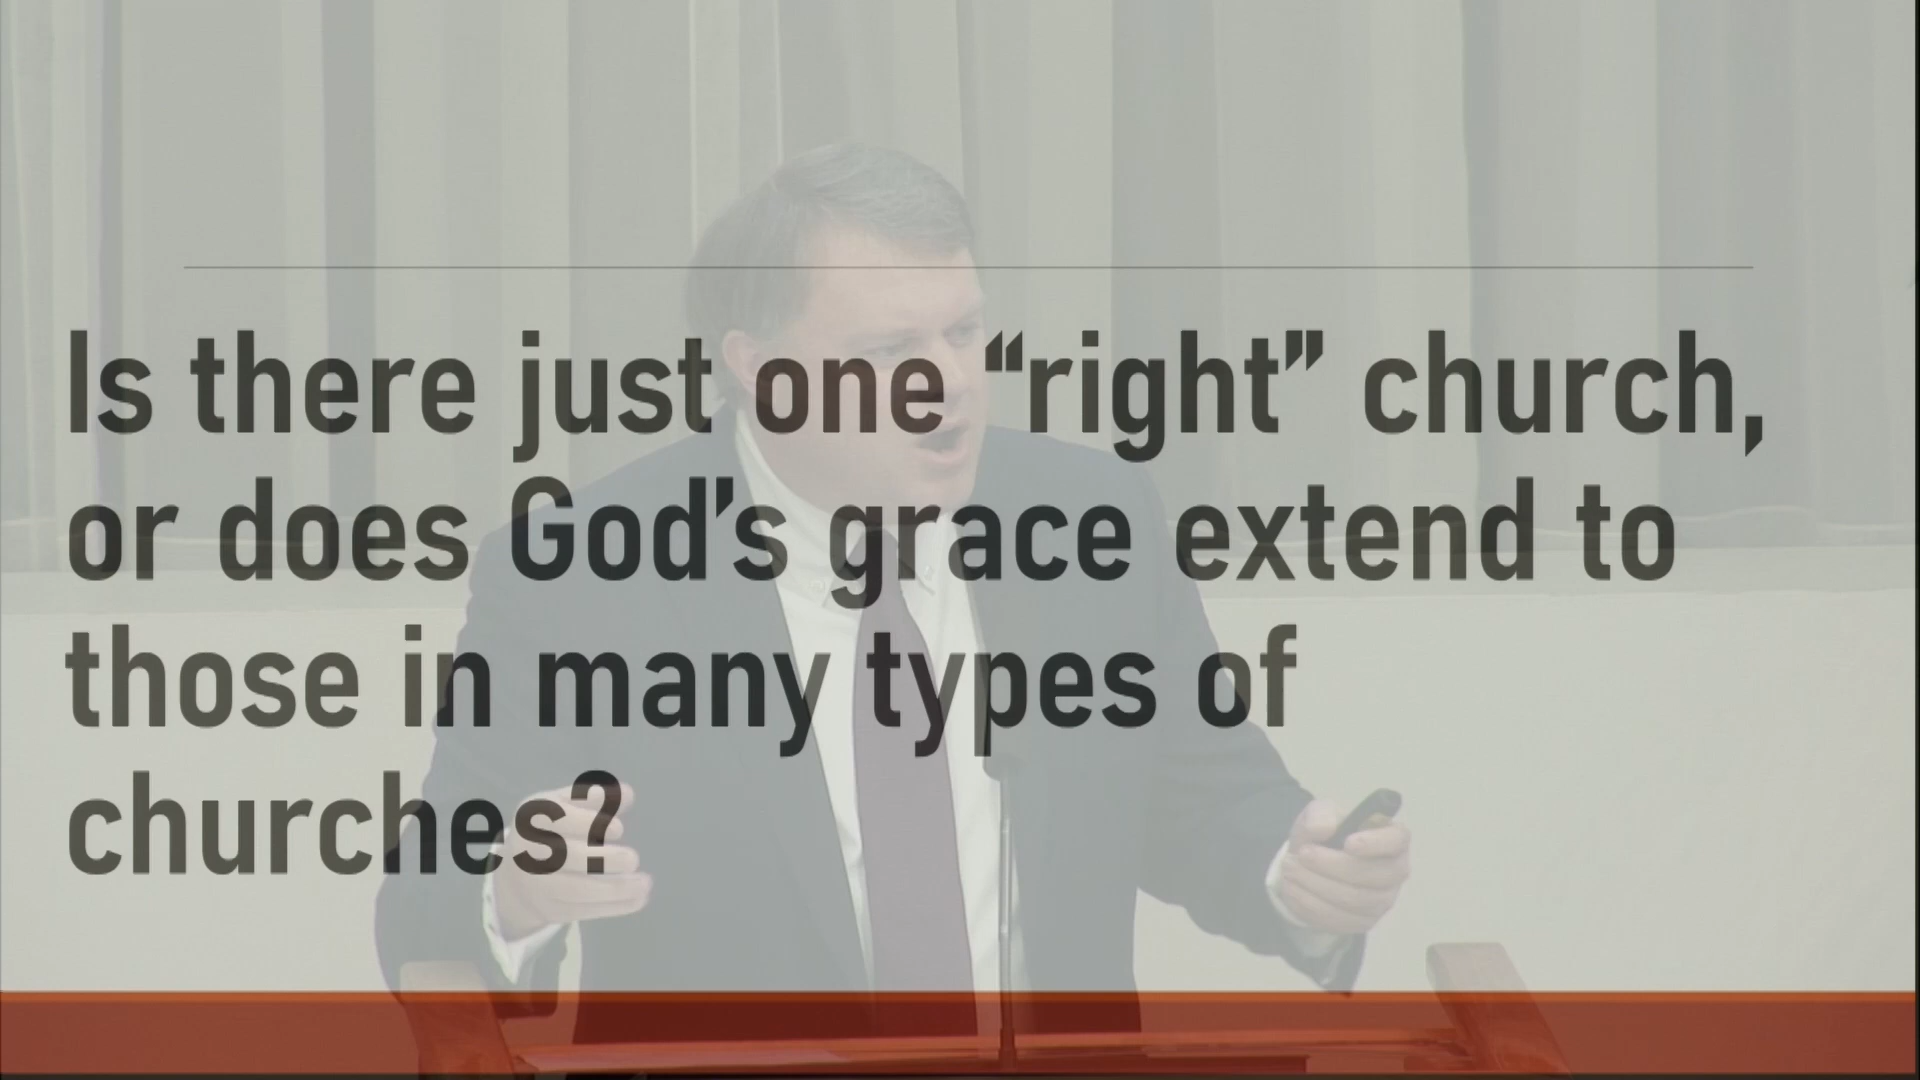 Is there just one “right” church,
or does God’s grace extend to
those in many types of
churches?